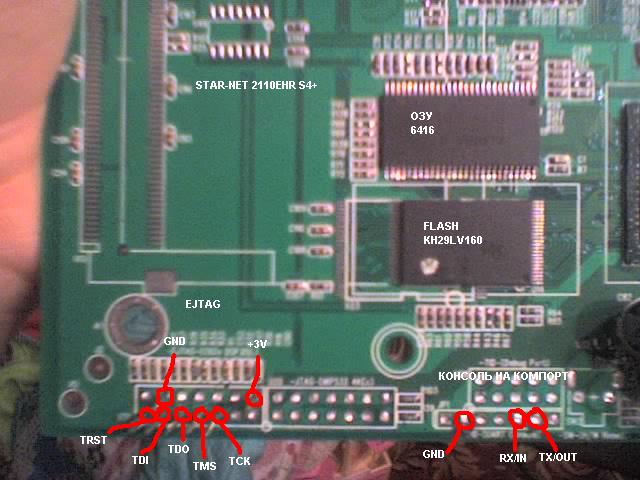 STAR-NET 2110EHR S4+
ОЗУ
6416
FLASH
KH29LV160
EJTAG
GND
+3V
КОНСОЛЬ НА КОМПОРТ
TRST
TDI
TDO
TMS
TCK
GND
RX/IN
TX/OUT